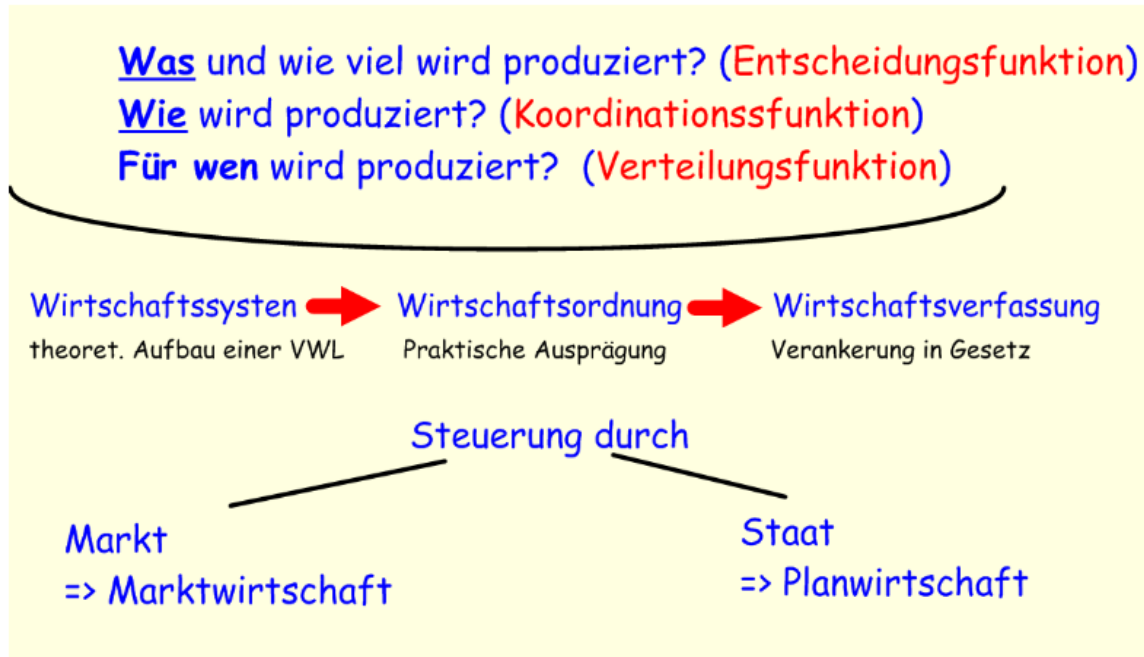 Was und wie viel wird produziert? (Entscheidungsfunktion)
Wie wird produziert? (Koordinationssfunktion)
Für wen wird produziert? (Verteilungsfunktion)
Wirtschaftssysten Wirtschaftsordnung Wirtschaftsverfassung
theoret. Aufbau einer VWL Praktische Ausprägung Verankerung in Gesetz
Steuerung durch
Markt Staat
=> Marktwirtschaft => Planwirtschaft